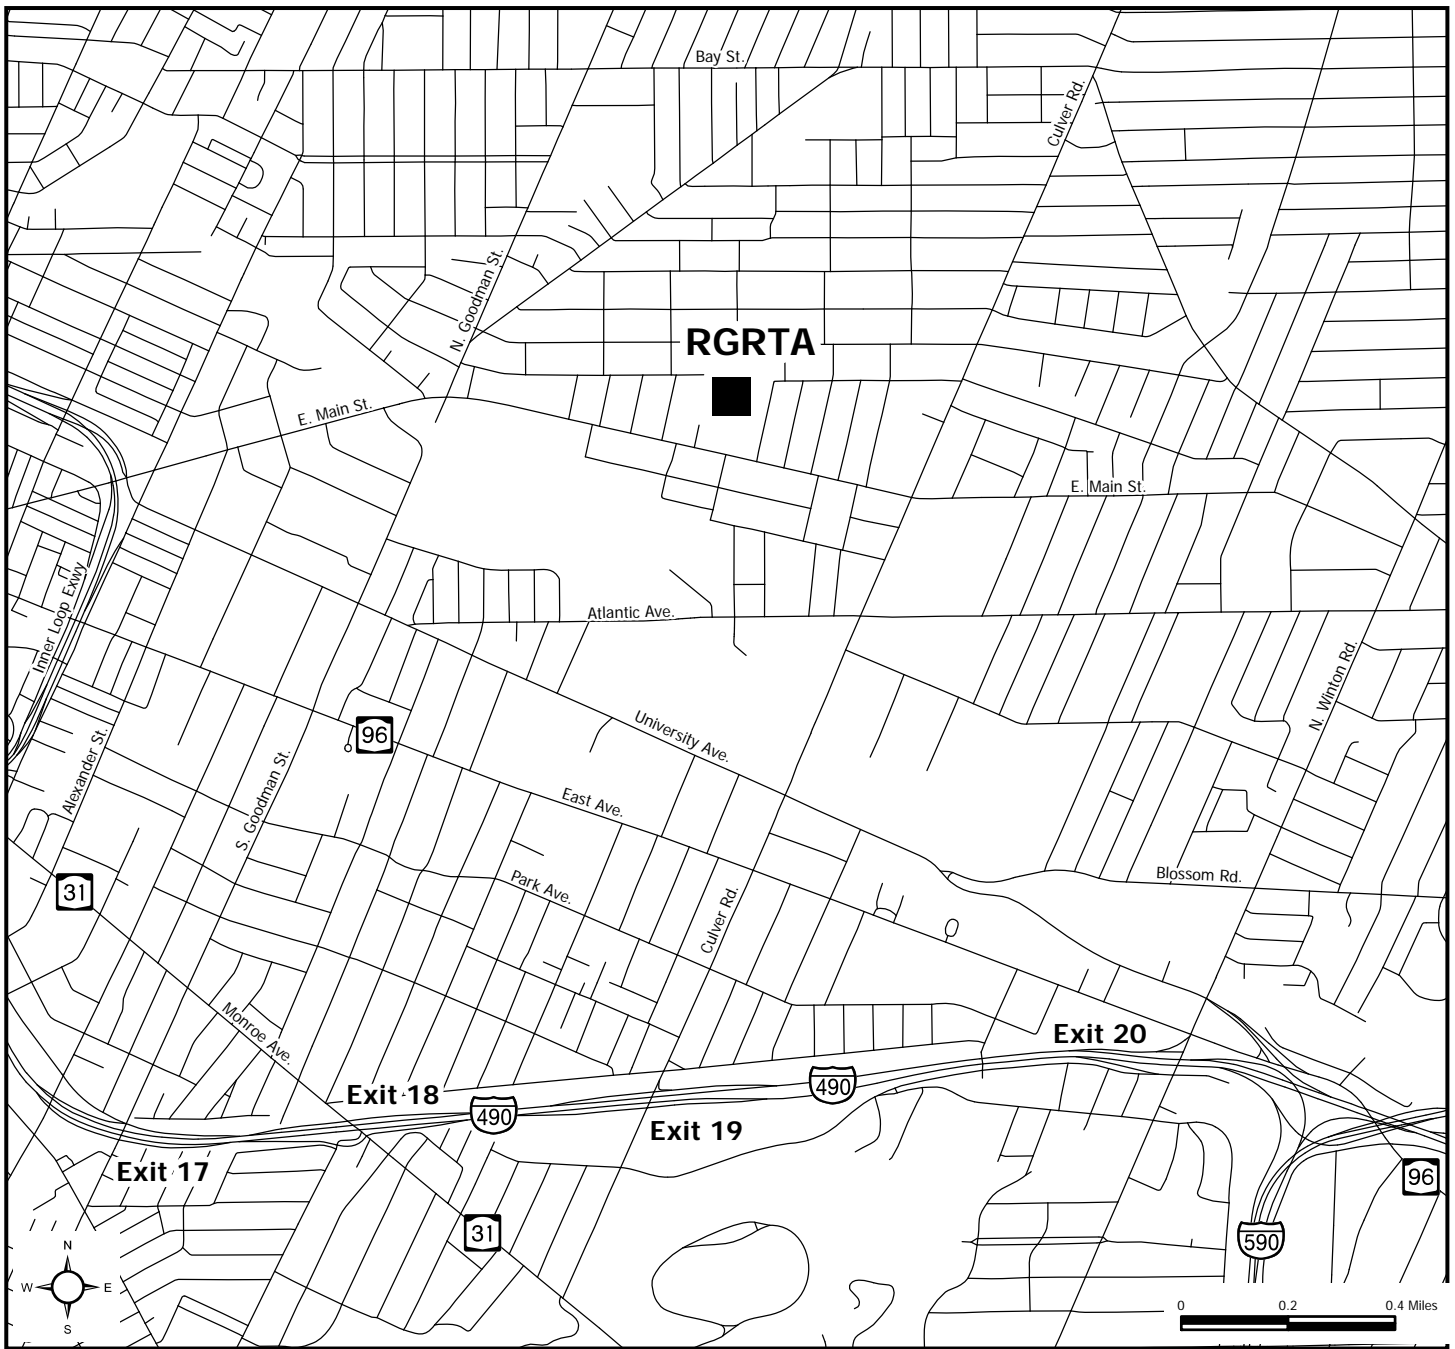 Bay St.
Culver Rd.
N. Goodman St.
RGRTA
E. Main St.
E. Main St.
Inner Loop Exwy
Atlantic Ave.
N. Winton Rd.
96
University Ave.
Alexander St.
S. Goodman St.
East Ave.
Blossom Rd.
31
Park Ave.
Culver Rd.
Monroe Ave.
Exit 20
Exit 18
490
490
Exit 19
Exit 17
96
31
590
N
W
E
S
0
0.2
0.4 Miles